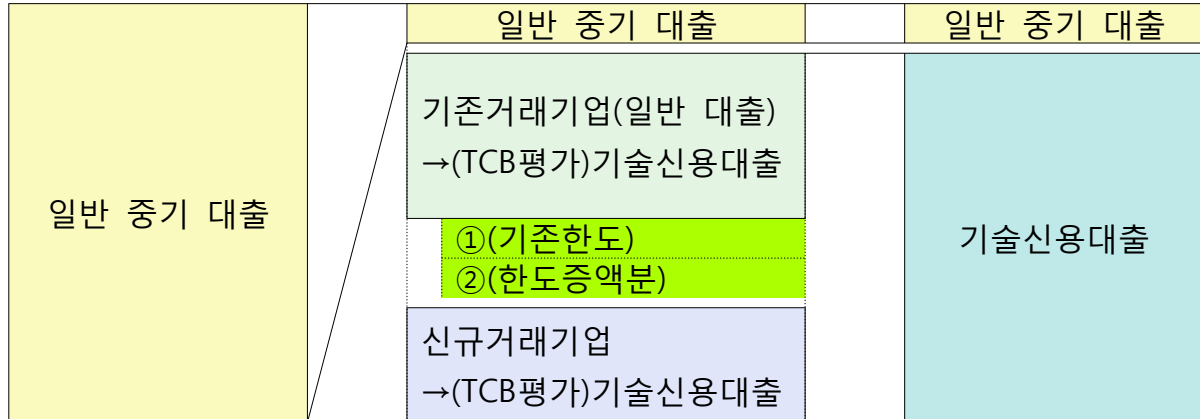 일반 중기 대출
일반 중기 대출
일반 중기 대출
기존거래기업(일반 대출)
→(TCB평가)기술신용대출
①(기존한도)
②(한도증액분)
신규거래기업
→(TCB평가)기술신용대출
기술신용대출